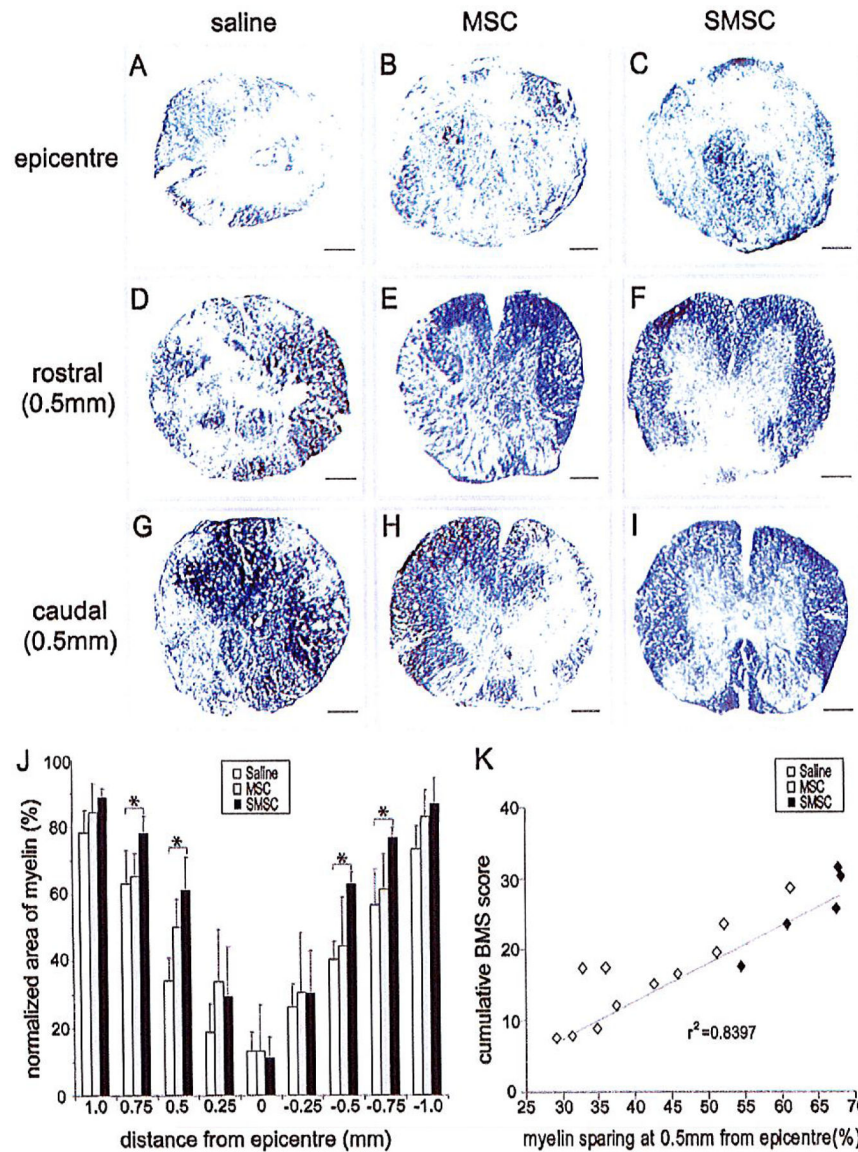 saline MSC SMSC
A B C
epicentre
D E F
rostral
(0.5mm)
G H I
caudal
(0.5mm)
J
normalized area of myelin (%)
100
80
60
40
20
0
Saline
MSC
SMSC
* * * *
1.0 0.75 0.5 0.25 0 -0.25 -0.5 -0.75 -1.0
distance from epicentre (mm)
K
Saline
MSC
SMSC
cumulative BMS score
40
30
20
10
0
r²=0.8397
25 30 35 40 45 50 55 60 65 70
myelin sparing at 0.5mm from epicentre(%)